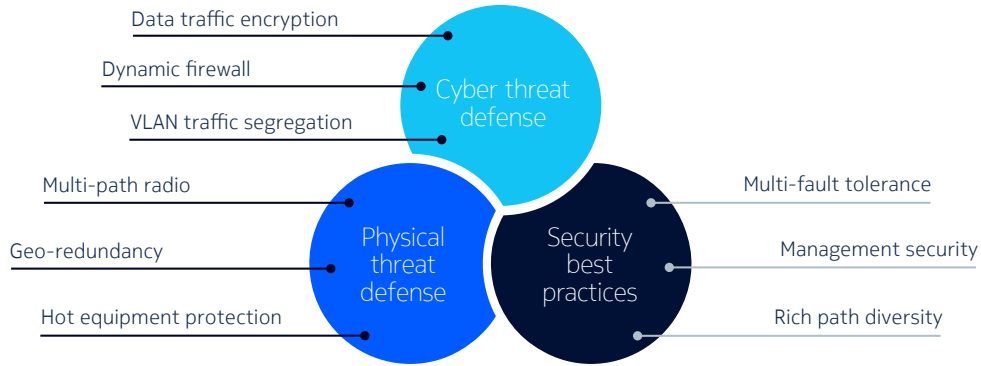 Data traffic encryption
Dynamic firewall
VLAN traffic segregation
Cyber threat
defense
Multi-path radio
Geo-redundancy
Hot equipment protection
Physical
threat
defense
Security
best
practices
Multi-fault tolerance
Management security
Rich path diversity